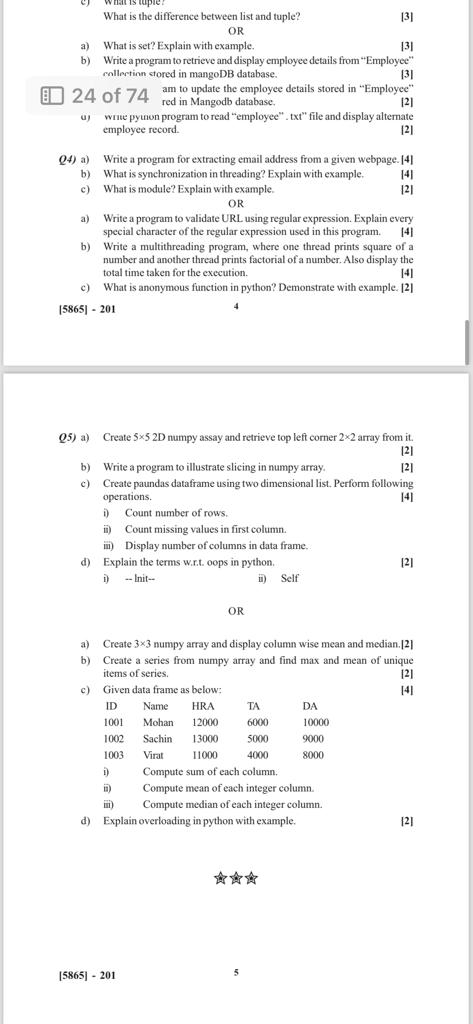 c) What is tuple?
What is the difference between list and tuple? [3]
OR
a) What is set? Explain with example. [3]
b) Write a program to retrieve and display employee details from “Employee”
collection stored in mangoDB database. [3]
24 of 74
am to update the employee details stored in “Employee”
red in Mangodb database. [2]
d) Write python program to read “employee” . txt” file and display alternate
employee record. [2]
Q4) a) Write a program for extracting email address from a given webpage. [4]
b) What is synchronization in threading? Explain with example. [4]
c) What is module? Explain with example. [2]
OR
a) Write a program to validate URL using regular expression. Explain every
special character of the regular expression used in this program. [4]
b) Write a multithreading program, where one thread prints square of a
number and another thread prints factorial of a number. Also display the
total time taken for the execution. [4]
c) What is anonymous function in python? Demonstrate with example. [2]
[5865] - 201 4
Q5) a) Create 5×5 2D numpy assay and retrieve top left corner 2×2 array from it.
[2]
b) Write a program to illustrate slicing in numpy array. [2]
c) Create paundas dataframe using two dimensional list. Perform following
operations. [4]
i) Count number of rows.
ii) Count missing values in first column.
iii) Display number of columns in data frame.
d) Explain the terms w.r.t. oops in python. [2]
i) -- Init-- ii) Self
OR
a) Create 3×3 numpy array and display column wise mean and median. [2]
b) Create a series from numpy array and find max and mean of unique
items of series. [2]
c) Given data frame as below: [4]
ID Name HRA TA DA
1001 Mohan 12000 6000 10000
1002 Sachin 13000 5000 9000
1003 Virat 11000 4000 8000
i) Compute sum of each column.
ii) Compute mean of each integer column.
iii) Compute median of each integer column.
d) Explain overloading in python with example. [2]
[5865] - 201 5